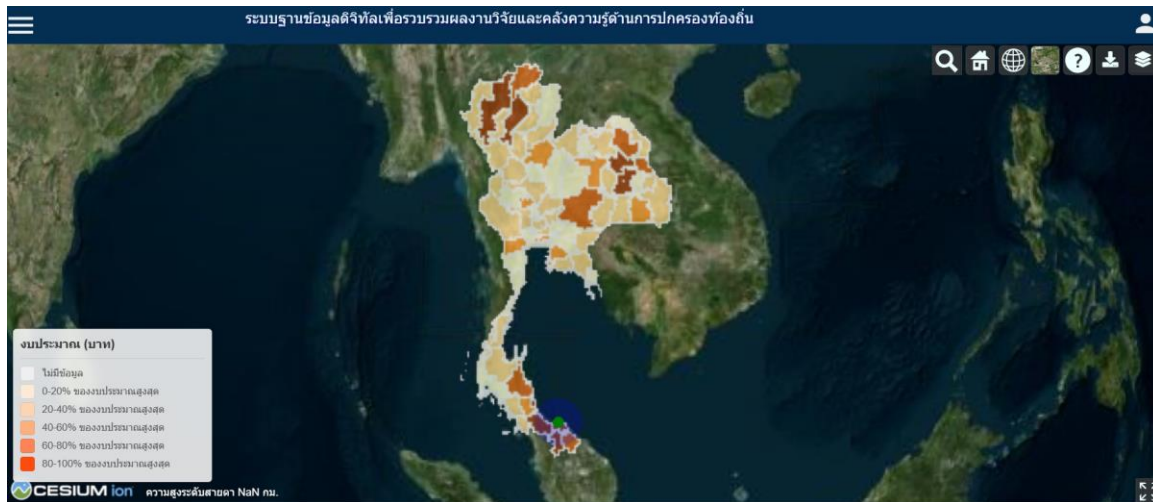 ระบบฐานข้อมูลดิจิทัลเพื่อรวบรวมผลงานวิจัยและคลังความรู้ด้านการปกครองท้องถิ่น
?
งบประมาณ (บาท)
ไม่มีข้อมูล
0-20% ของงบประมาณสูงสุด
20-40% ของงบประมาณสูงสุด
40-60% ของงบประมาณสูงสุด
60-80% ของงบประมาณสูงสุด
80-100% ของงบประมาณสูงสุด
CESIUM ion ความสูงระดับสายตา NaN กม.